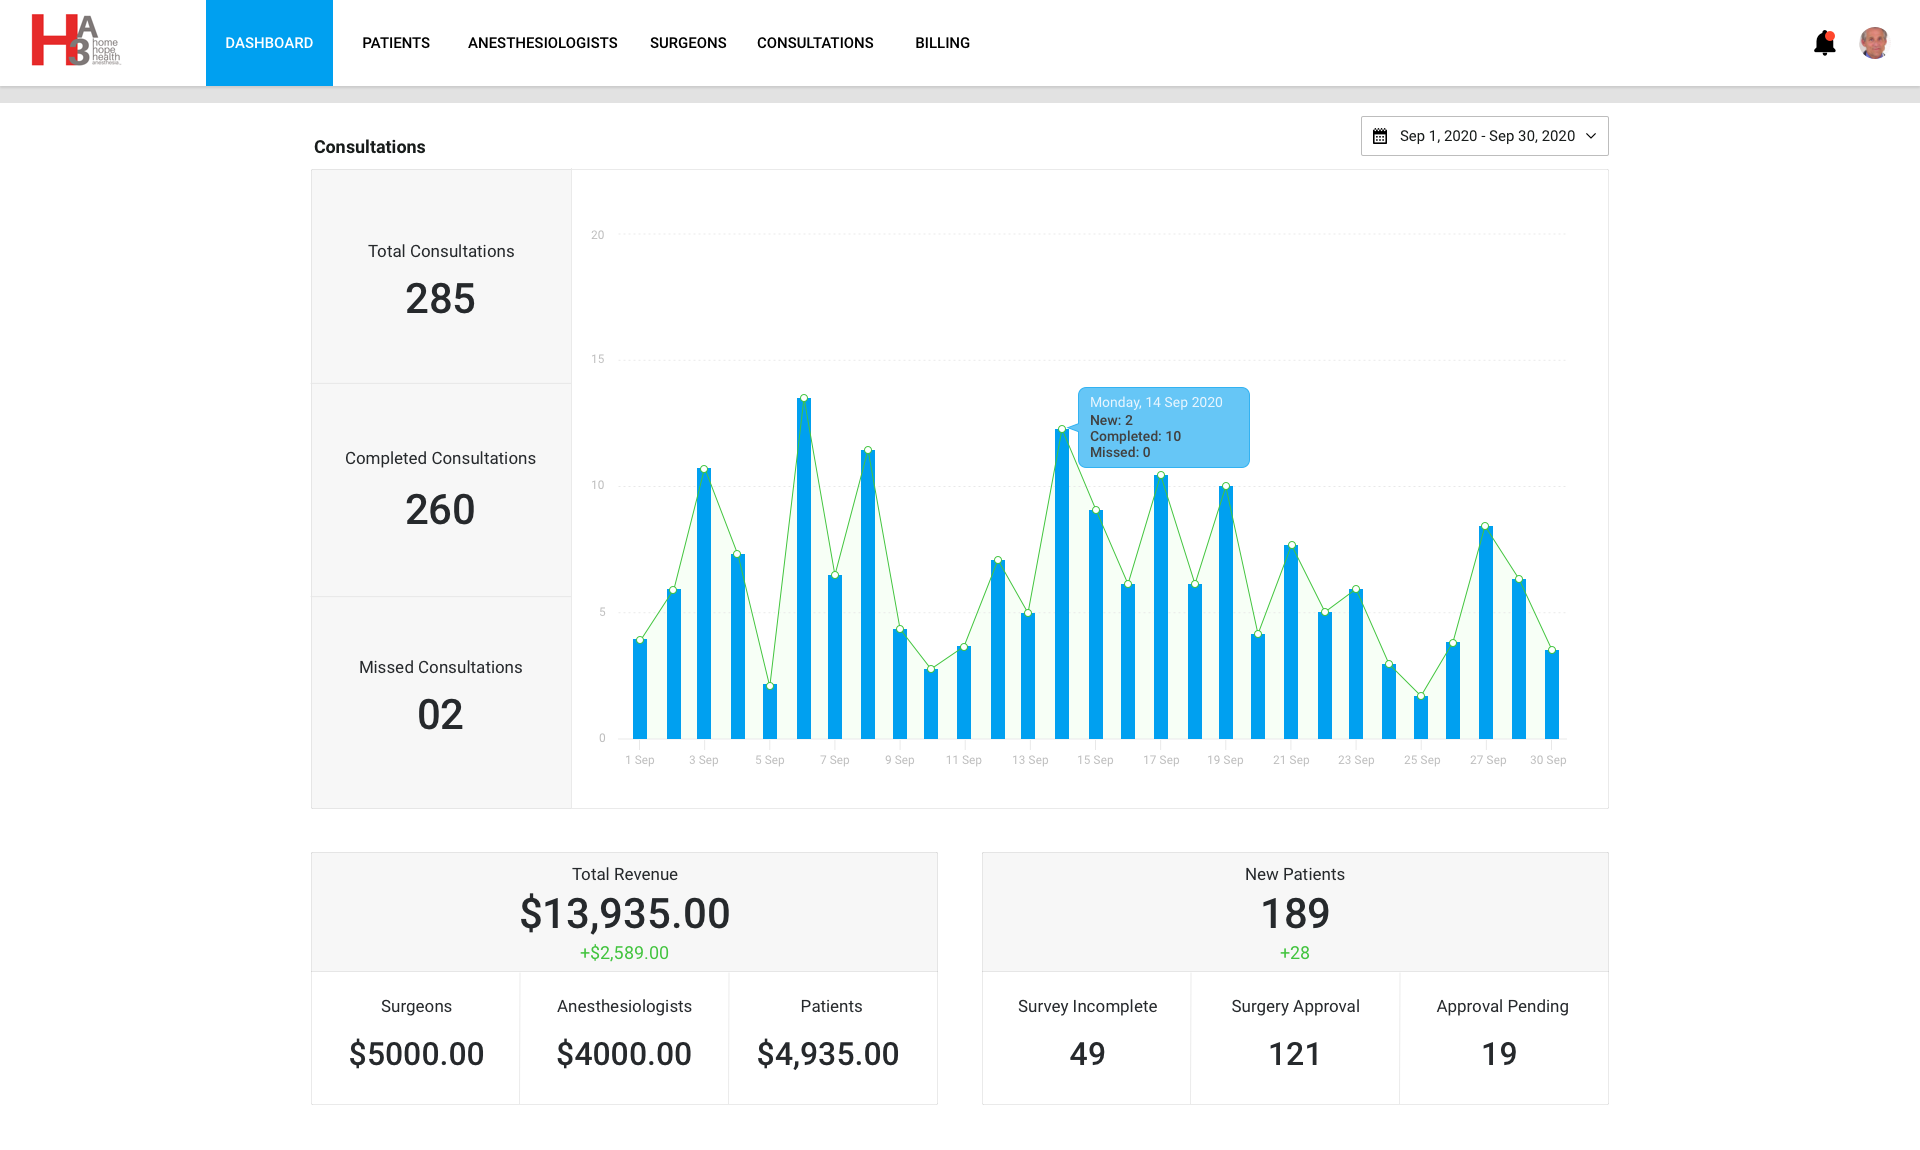 HA3
home
hope
health
anesthesia
DASHBOARD
PATIENTS
ANESTHESIOLOGISTS
SURGEONS
CONSULTATIONS
BILLING
Consultations
Sep 1, 2020 - Sep 30, 2020
Total Consultations
285
Completed Consultations
260
Missed Consultations
02
20
15
10
5
0
Monday, 14 Sep 2020
New: 2
Completed: 10
Missed: 0
1 Sep
3 Sep
5 Sep
7 Sep
9 Sep
11 Sep
13 Sep
15 Sep
17 Sep
19 Sep
21 Sep
23 Sep
25 Sep
27 Sep
30 Sep
Total Revenue
$13,935.00
+$2,589.00
Surgeons
$5000.00
Anesthesiologists
$4000.00
Patients
$4,935.00
New Patients
189
+28
Survey Incomplete
49
Surgery Approval
121
Approval Pending
19